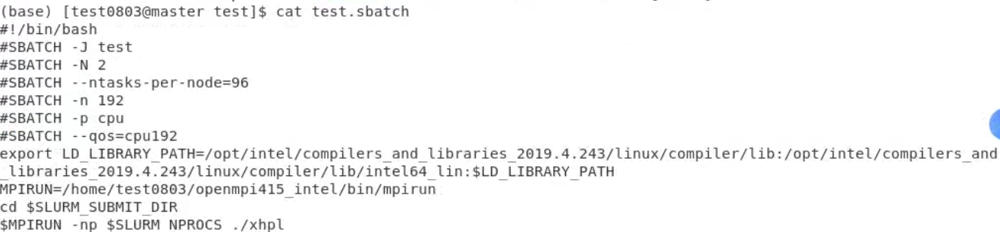 (base) [test0803@master test]$ cat test.sbatch
#!/bin/bash
#SBATCH -J test
#SBATCH -N 2
#SBATCH --ntasks-per-node=96
#SBATCH -n 192
#SBATCH -p cpu
#SBATCH --qos=cpu192
export LD_LIBRARY_PATH=/opt/intel/compilers_and_libraries_2019.4.243/linux/compiler/lib:/opt/intel/compilers_and
_libraries_2019.4.243/linux/compiler/lib/intel64_lin:$LD_LIBRARY_PATH
MPIRUN=/home/test0803/openmpi415_intel/bin/mpirun
cd $SLURM_SUBMIT_DIR
$MPIRUN -np $SLURM_NPROCS ./xhpl